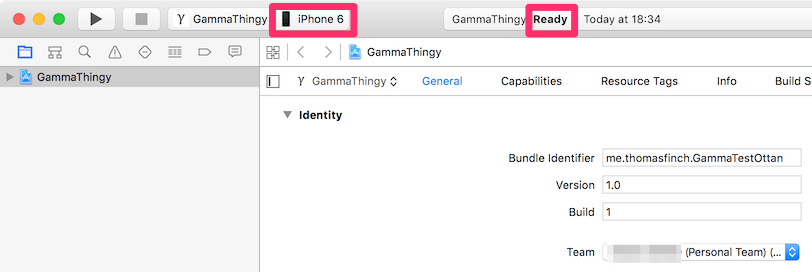 GammaThingy iPhone 6 GammaThingy Ready Today at 18:34
GammaThingy GammaThingy
GammaThingy General Capabilities Resource Tags Info Build S
Identity
Bundle Identifier me.thomasfinch.GammaTestOttan
Version 1.0
Build 1
Team (Personal Team) (...